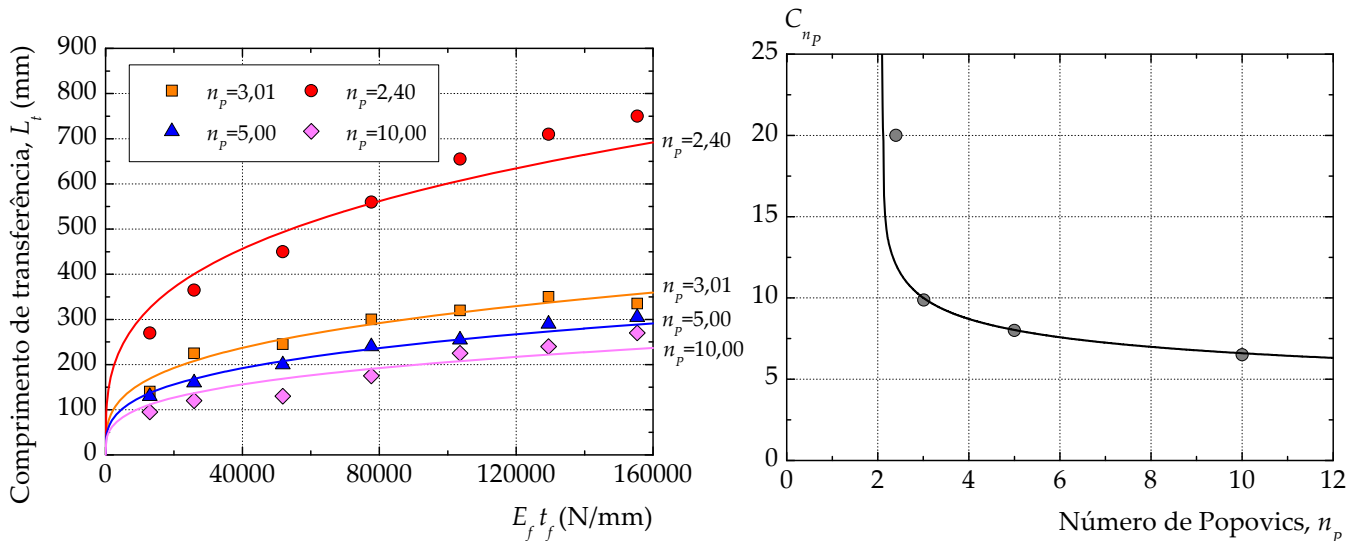 Comprimento de transferência, L_t (mm)
900
800
700
600
500
400
300
200
100
0
n_p=3,01 n_p=2,40
n_p=5,00 n_p=10,00
n_p=2,40
n_p=3,01
n_p=5,00
n_p=10,00
0 40000 80000 120000 160000
E_f t_f (N/mm)
C_{n_p}
25
20
15
10
5
0
0 2 4 6 8 10 12
Número de Popovics, n_p